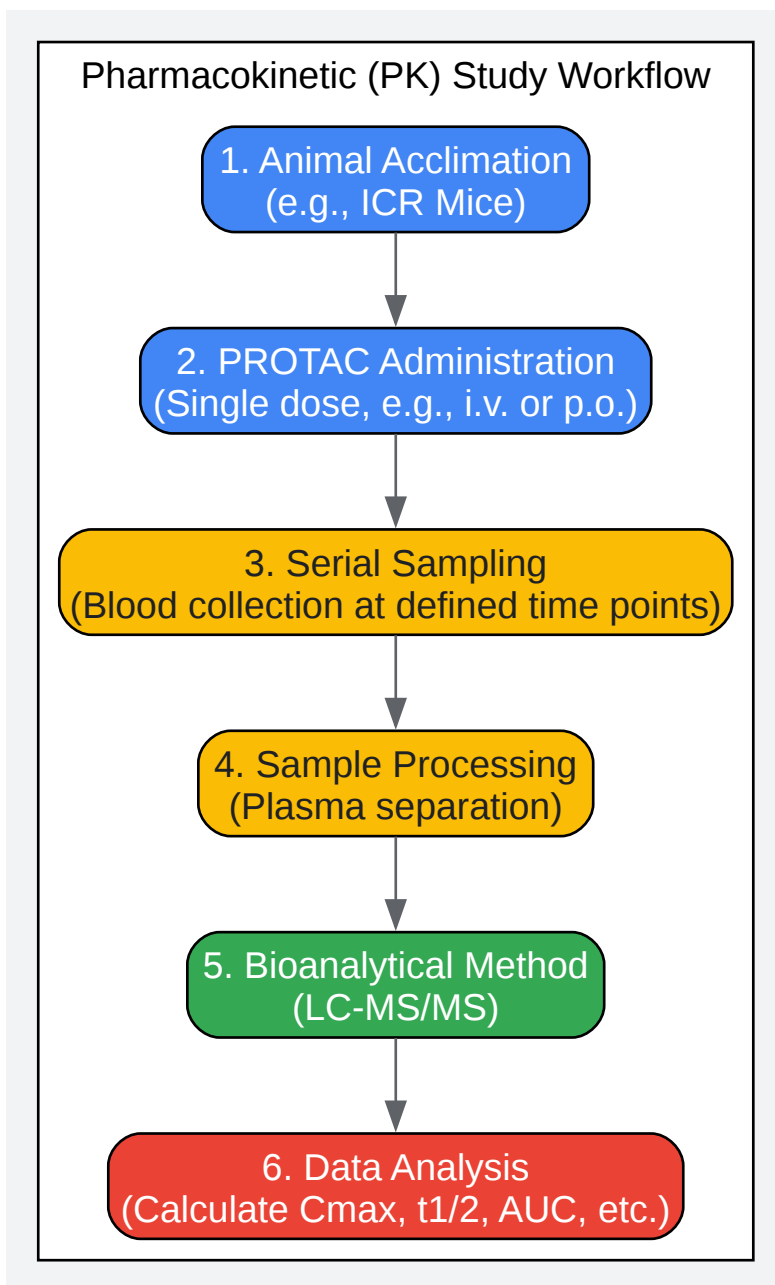 Pharmacokinetic (PK) Study Workflow
1. Animal Acclimation
(e.g., ICR Mice)
2. PROTAC Administration
(Single dose, e.g., i.v. or p.o.)
3. Serial Sampling
(Blood collection at defined time points)
4. Sample Processing
(Plasma separation)
5. Bioanalytical Method
(LC-MS/MS)
6. Data Analysis
(Calculate Cmax, t1/2, AUC, etc.)